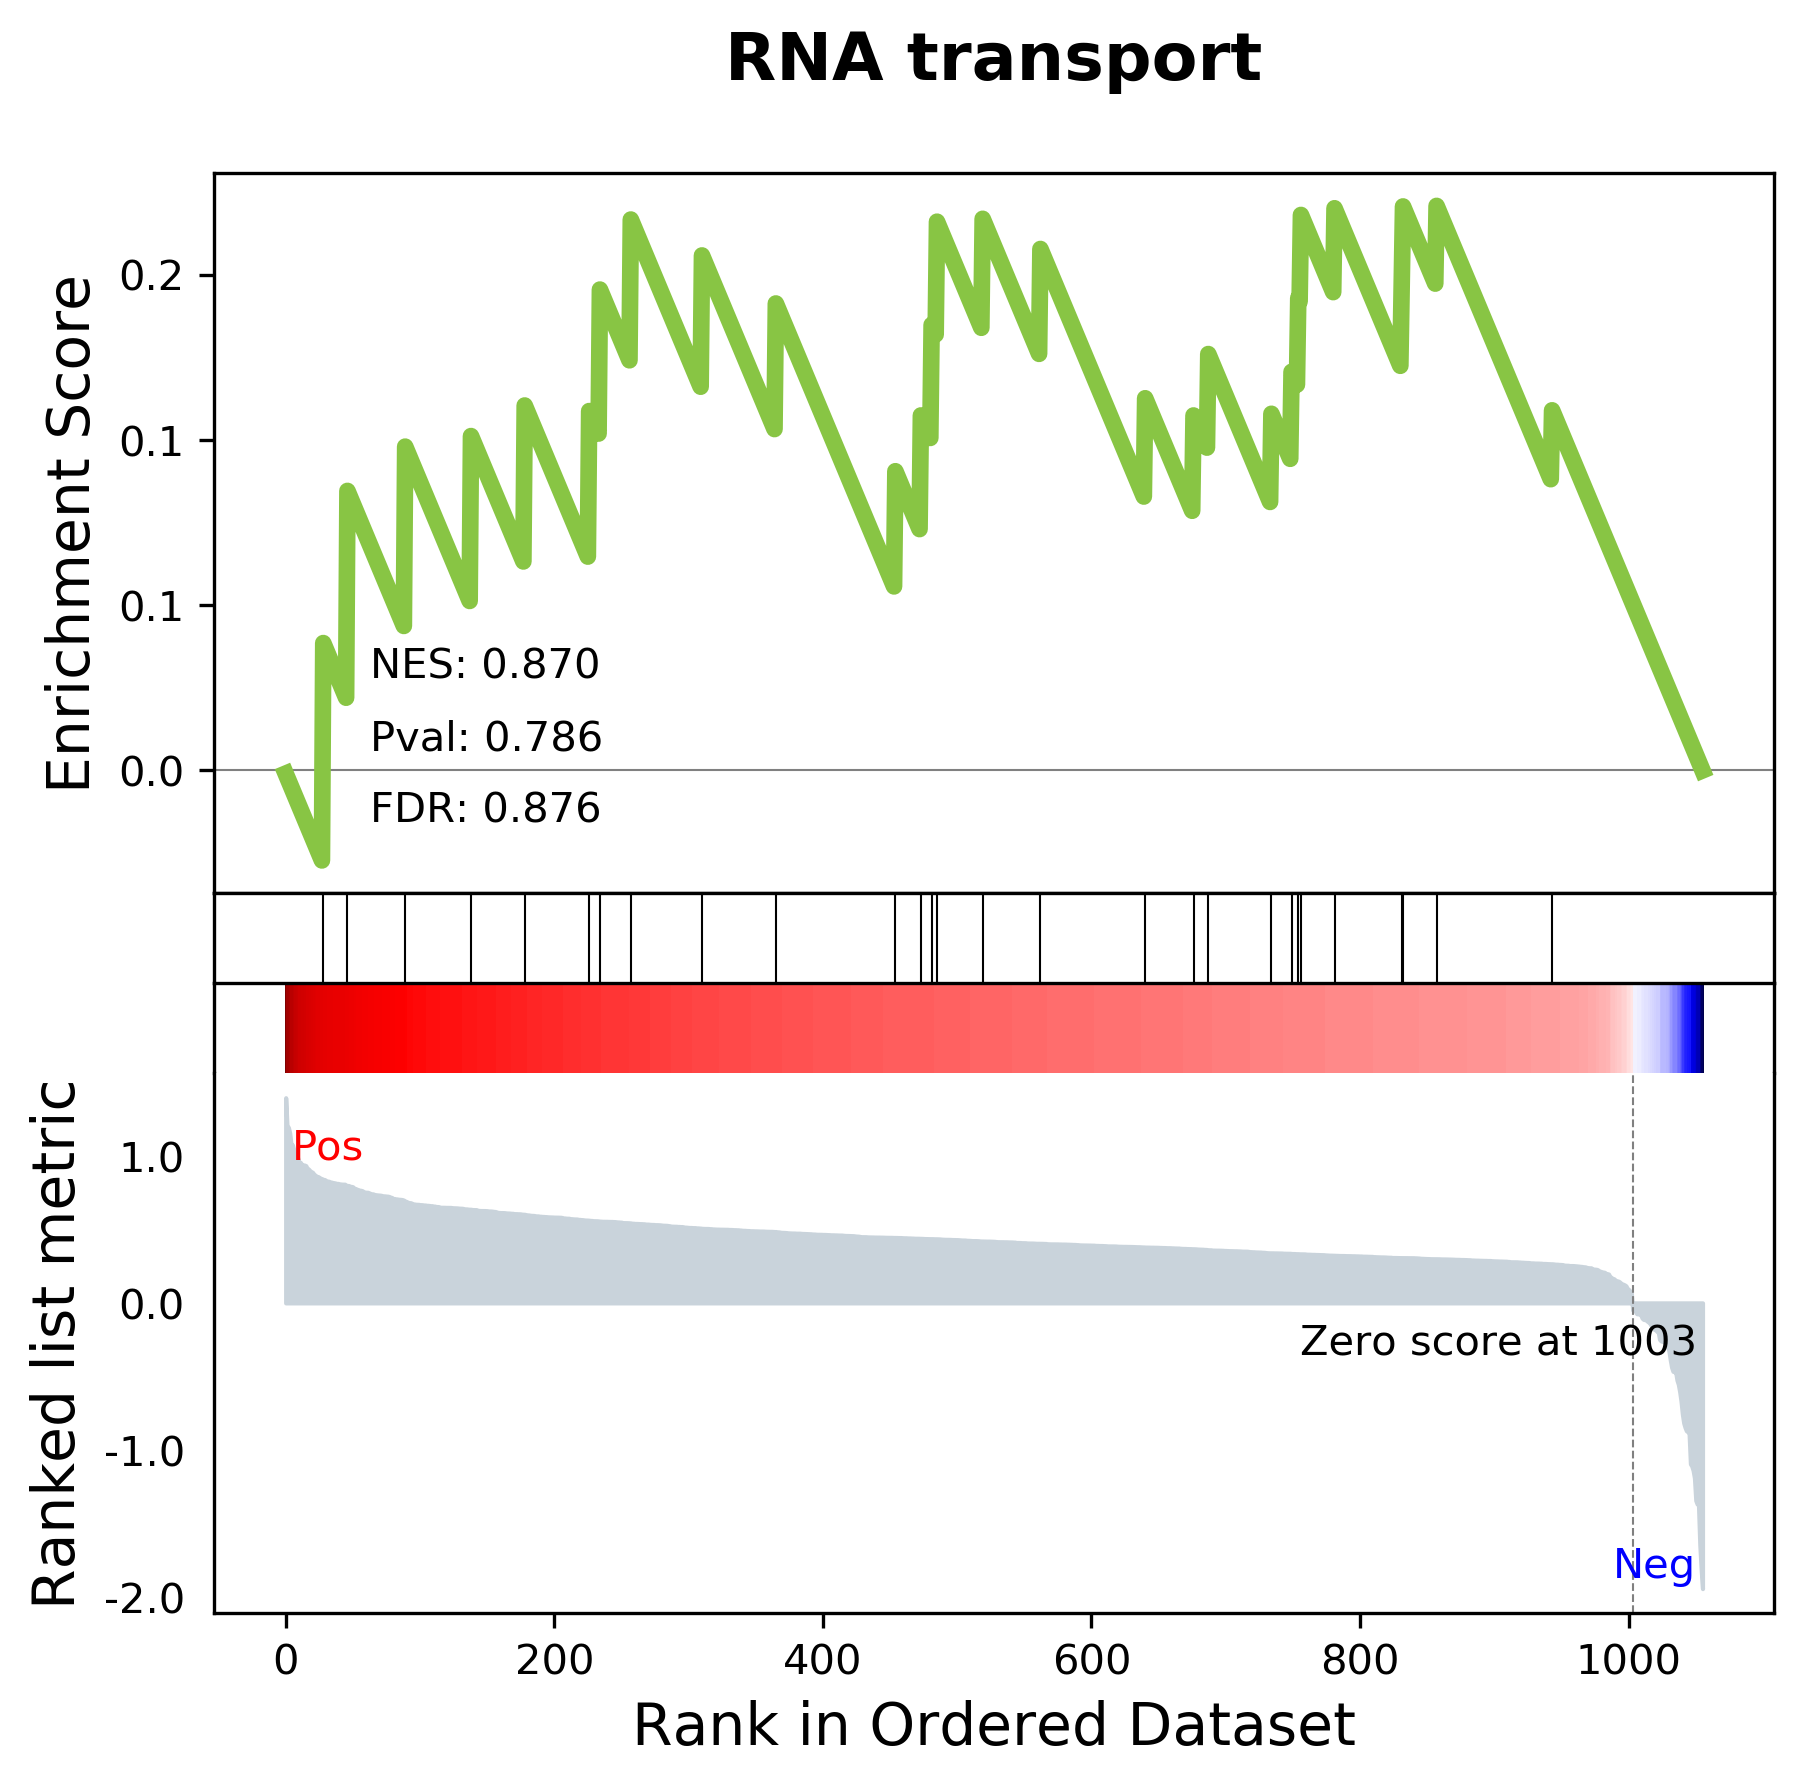 RNA transport
Enrichment Score
0.2
0.1
0.1
0.0
NES: 0.870
Pval: 0.786
FDR: 0.876
Ranked list metric
1.0
0.0
-1.0
-2.0
Pos
Zero score at 1003
Neg
0 200 400 600 800 1000
Rank in Ordered Dataset